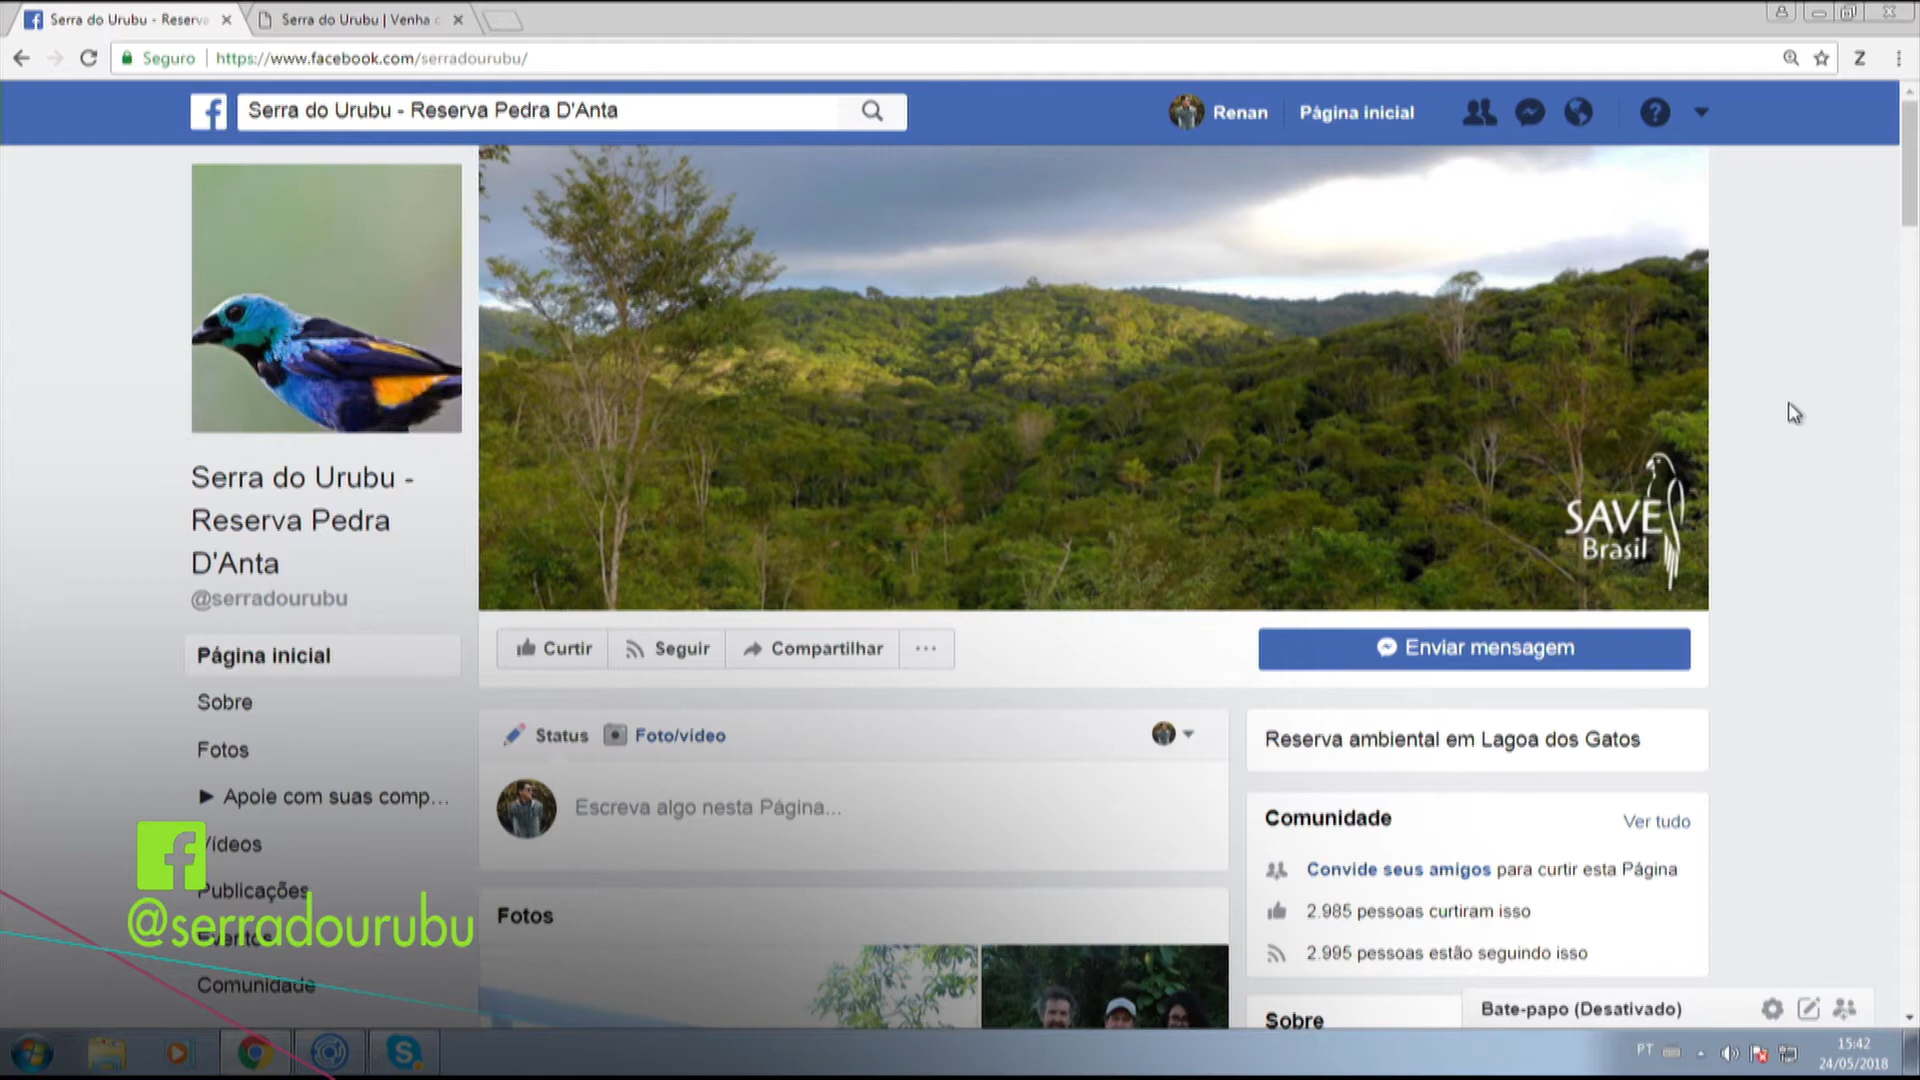 Serra do Urubu - Reserva
Serra do Urubu | Venha c
Seguro
https://www.facebook.com/serradourubu/
Serra do Urubu - Reserva Pedra D'Anta
Renan
Página inicial
Serra do Urubu -
Reserva Pedra
D'Anta
@serradourubu
SAVE
Brasil
Curtir
Seguir
Compartilhar
Enviar mensagem
Página inicial
Sobre
Fotos
Apoie com suas comp...
Vídeos
Publicações
Eventos
Comunidade
@serradourubu
Status
Foto/vídeo
Escreva algo nesta Página...
Fotos
Reserva ambiental em Lagoa dos Gatos
Comunidade
Ver tudo
Convide seus amigos para curtir esta Página
2.985 pessoas curtiram isso
2.995 pessoas estão seguindo isso
Sobre
Bate-papo (Desativado)
PT
15:42
24/05/2018